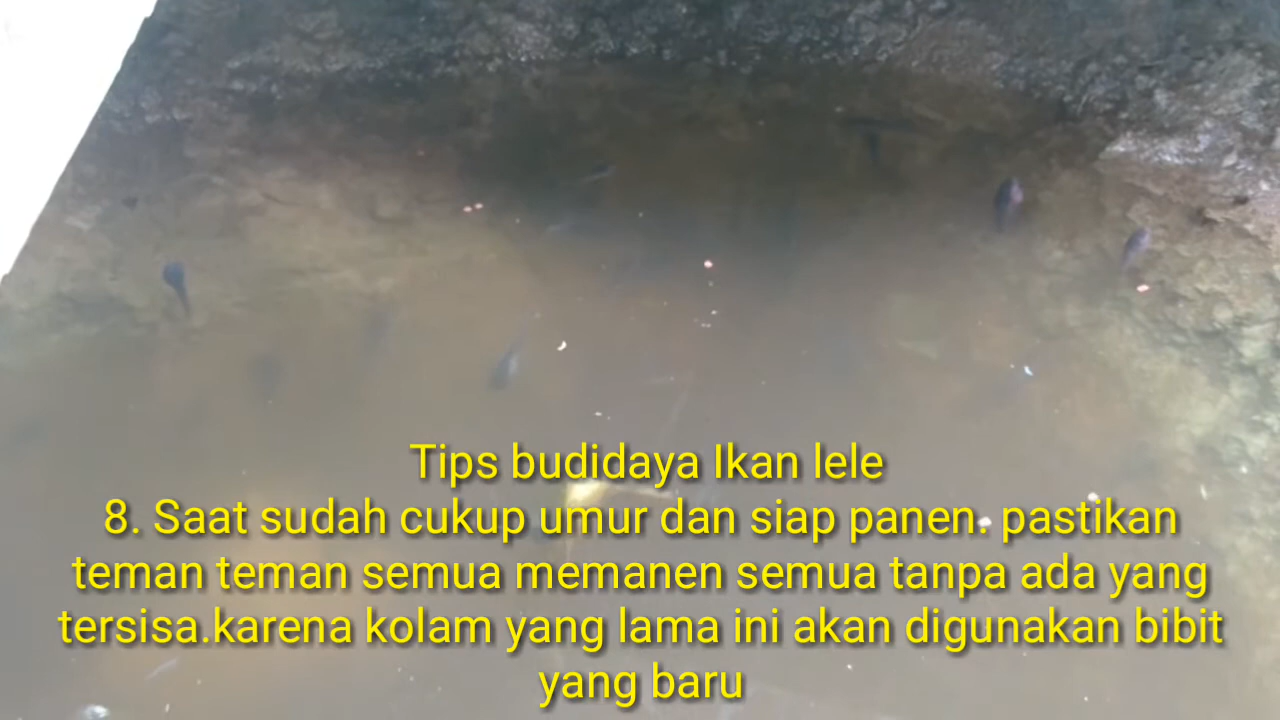 Tips budidaya Ikan lele
8. Saat sudah cukup umur dan siap panen. pastikan
teman teman semua memanen semua tanpa ada yang
tersisa.karena kolam yang lama ini akan digunakan bibit
yang baru